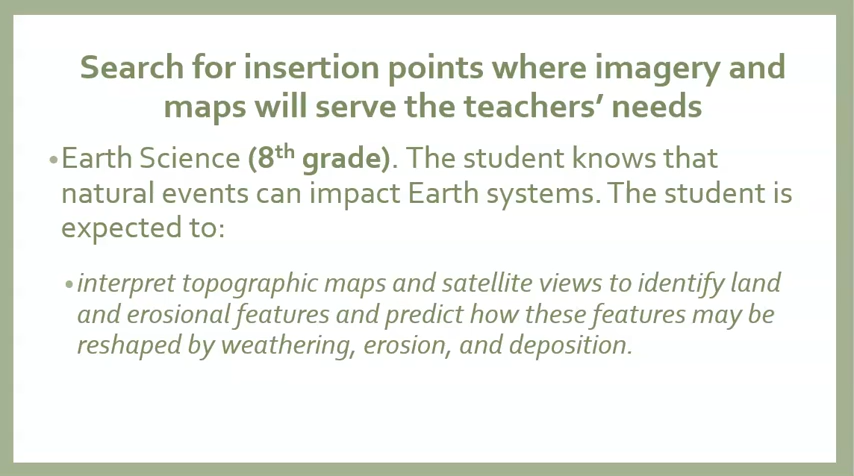 Search for insertion points where imagery and
maps will serve the teachers’ needs
•Earth Science (8th grade). The student knows that
natural events can impact Earth systems. The student is
expected to:
•interpret topographic maps and satellite views to identify land
and erosional features and predict how these features may be
reshaped by weathering, erosion, and deposition.